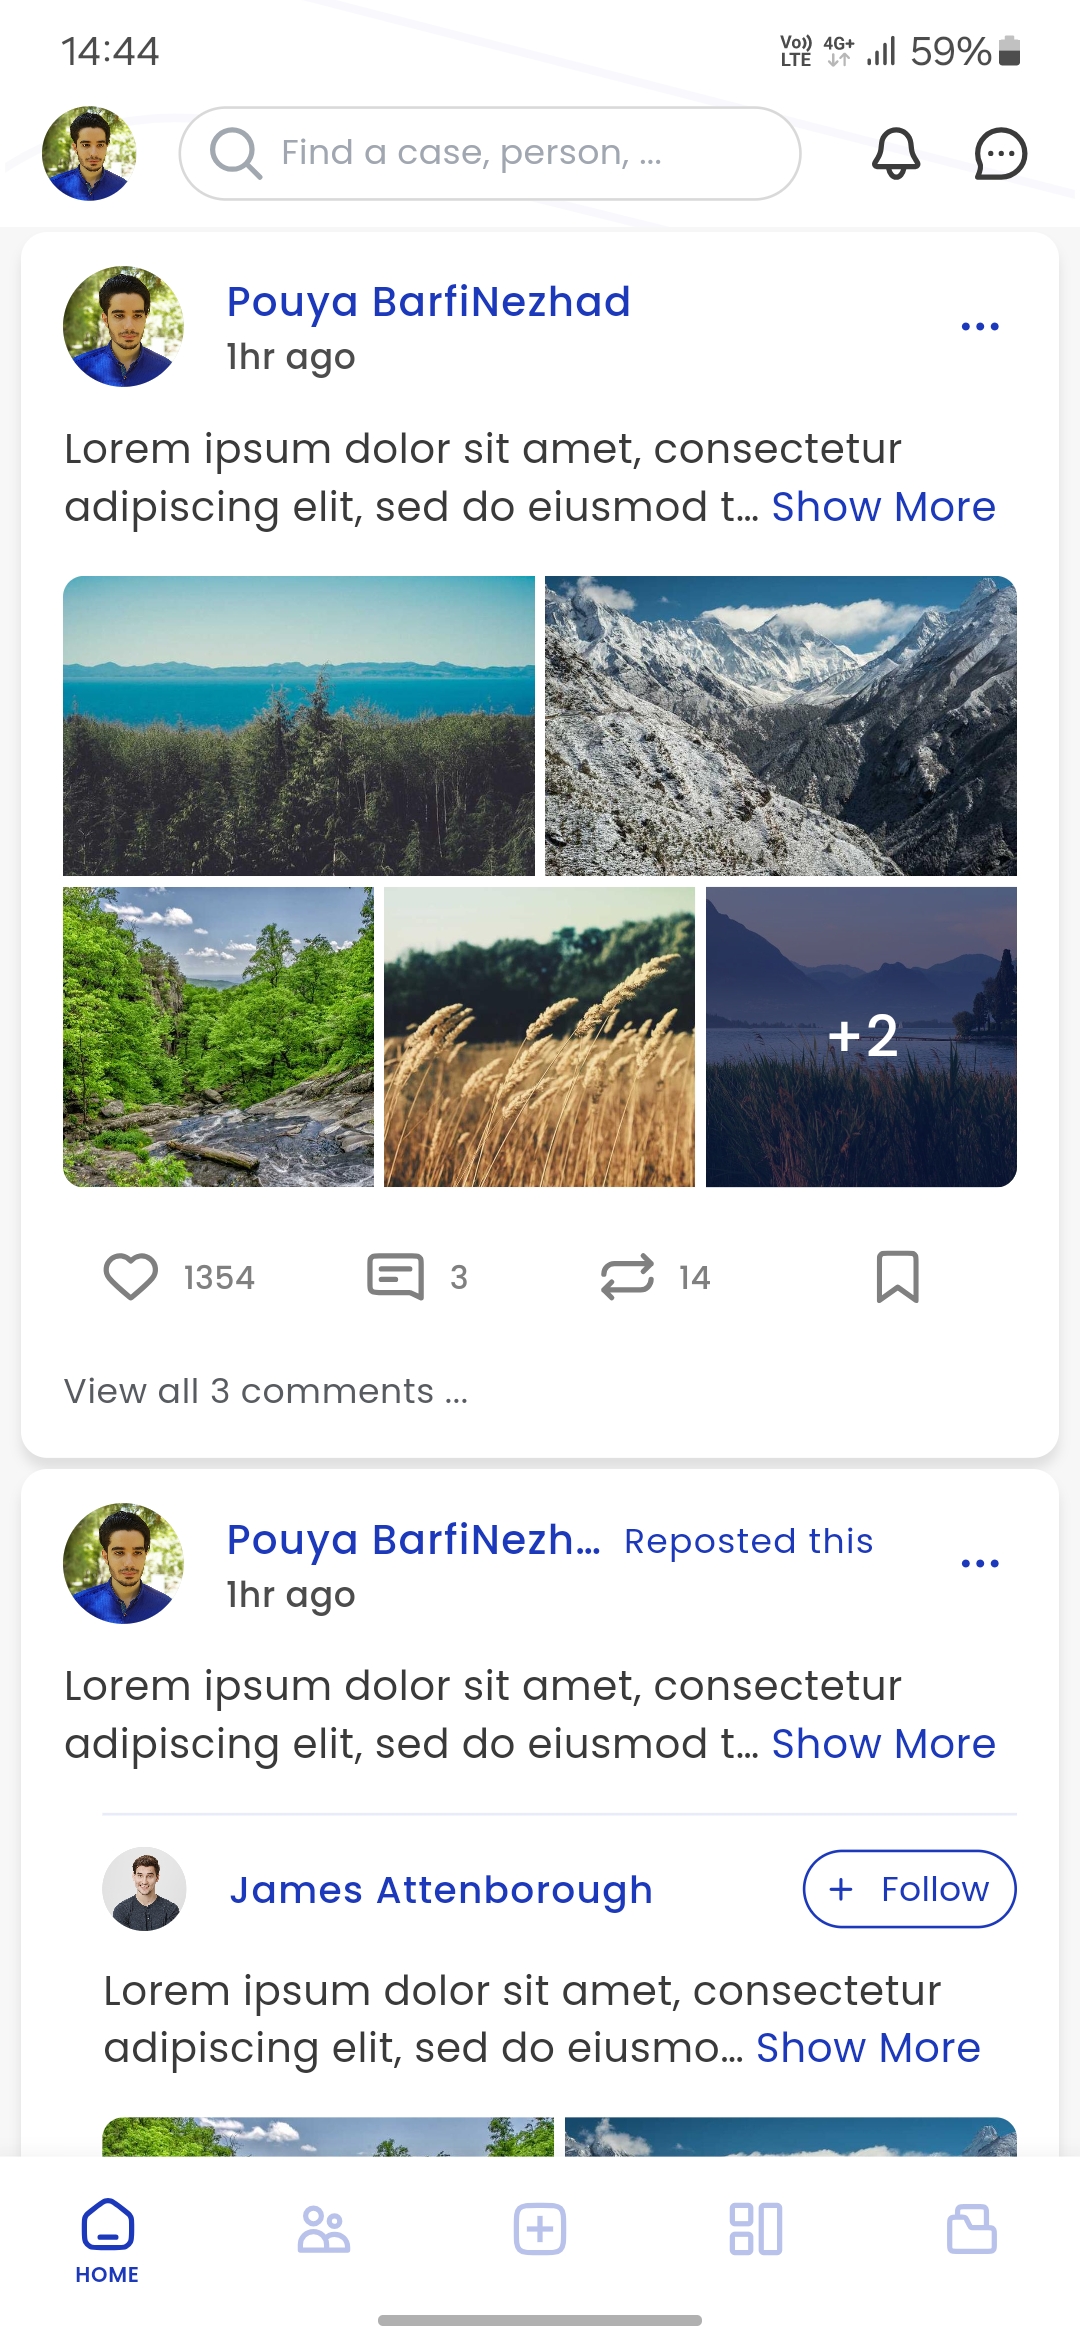 14:44
Vo)) LTE 4G+ 59%
Find a case, person, ...
Pouya BarfiNezhad
1hr ago
Lorem ipsum dolor sit amet, consectetur
adipiscing elit, sed do eiusmod t... Show More
+2
1354 3 14
View all 3 comments ...
Pouya BarfiNezh... Reposted this
1hr ago
Lorem ipsum dolor sit amet, consectetur
adipiscing elit, sed do eiusmod t... Show More
James Attenborough
+ Follow
Lorem ipsum dolor sit amet, consectetur
adipiscing elit, sed do eiusmo... Show More
HOME